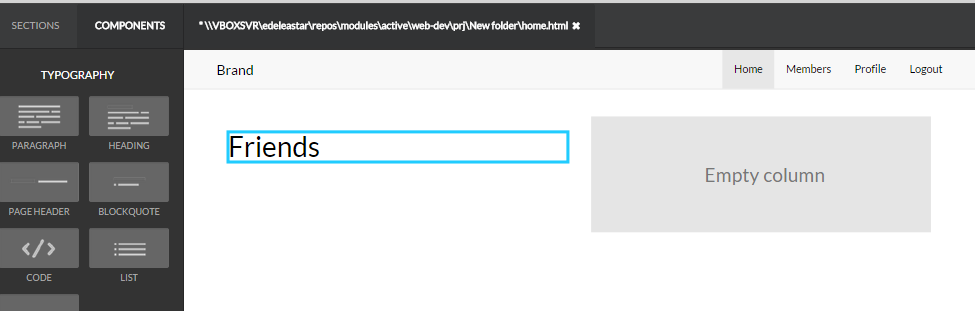 SECTIONS COMPONENTS * \\VBOXSVR\edeleastar\repos\modules\active\web-dev\prj\New folder\home.html ✖
Brand Home Members Profile Logout
TYPOGRAPHY
PARAGRAPH HEADING
Friends
Empty column
PAGE HEADER BLOCKQUOTE
CODE LIST